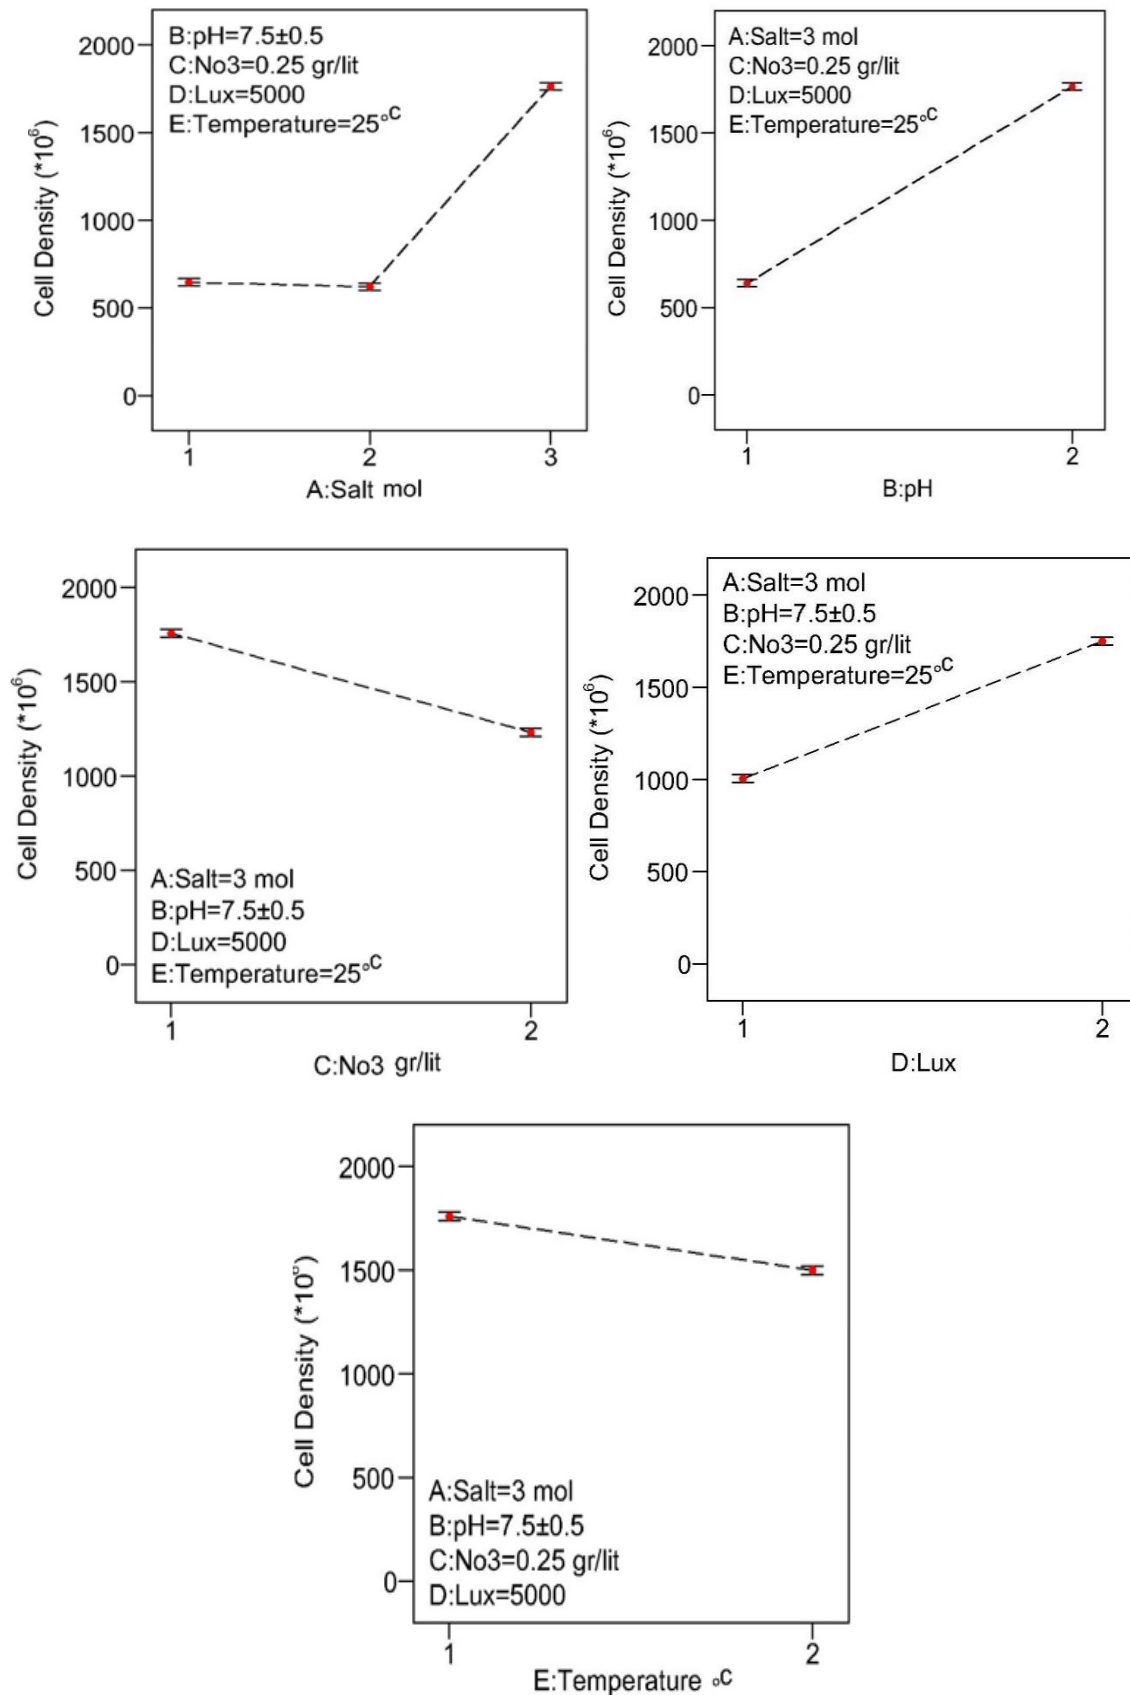 B:pH=7.5±0.5
C:No3=0.25 gr/lit
D:Lux=5000
E:Temperature=25°C
2000
1500
1000
500
0
Cell Density (*10⁶)
1 2 3
A:Salt mol
A:Salt=3 mol
C:No3=0.25 gr/lit
D:Lux=5000
E:Temperature=25°C
2000
1500
1000
500
0
Cell Density (*10⁶)
1 2
B:pH
2000
1500
1000
500
0
Cell Density (*10⁶)
A:Salt=3 mol
B:pH=7.5±0.5
D:Lux=5000
E:Temperature=25°C
1 2
C:No3 gr/lit
A:Salt=3 mol
B:pH=7.5±0.5
C:No3=0.25 gr/lit
E:Temperature=25°C
2000
1500
1000
500
0
Cell Density (*10⁶)
1 2
D:Lux
2000
1500
1000
500
0
Cell Density (*10⁶)
A:Salt=3 mol
B:pH=7.5±0.5
C:No3=0.25 gr/lit
D:Lux=5000
1 2
E:Temperature °C